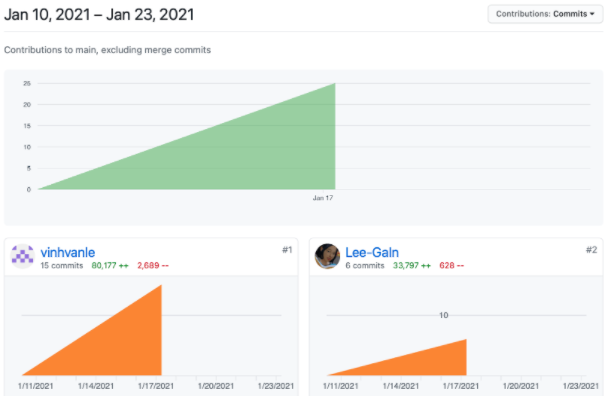 Jan 10, 2021 – Jan 23, 2021
Contributions: Commits
Contributions to main, excluding merge commits
25
20
15
10
5
0
Jan 17
vinhvanle
#1
15 commits 80,177 ++ 2,689 --
1/11/2021 1/14/2021 1/17/2021 1/20/2021 1/23/2021
Lee-GaIn
#2
6 commits 33,797 ++ 628 --
10
1/11/2021 1/14/2021 1/17/2021 1/20/2021 1/23/2021